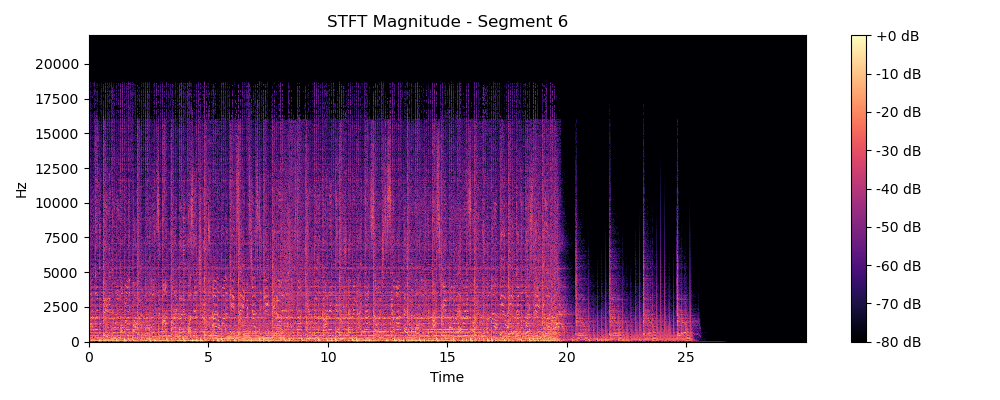 STFT Magnitude - Segment 6
Hz
20000
17500
15000
12500
10000
7500
5000
2500
0
0 5 10 15 20 25
Time
+0 dB
-10 dB
-20 dB
-30 dB
-40 dB
-50 dB
-60 dB
-70 dB
-80 dB